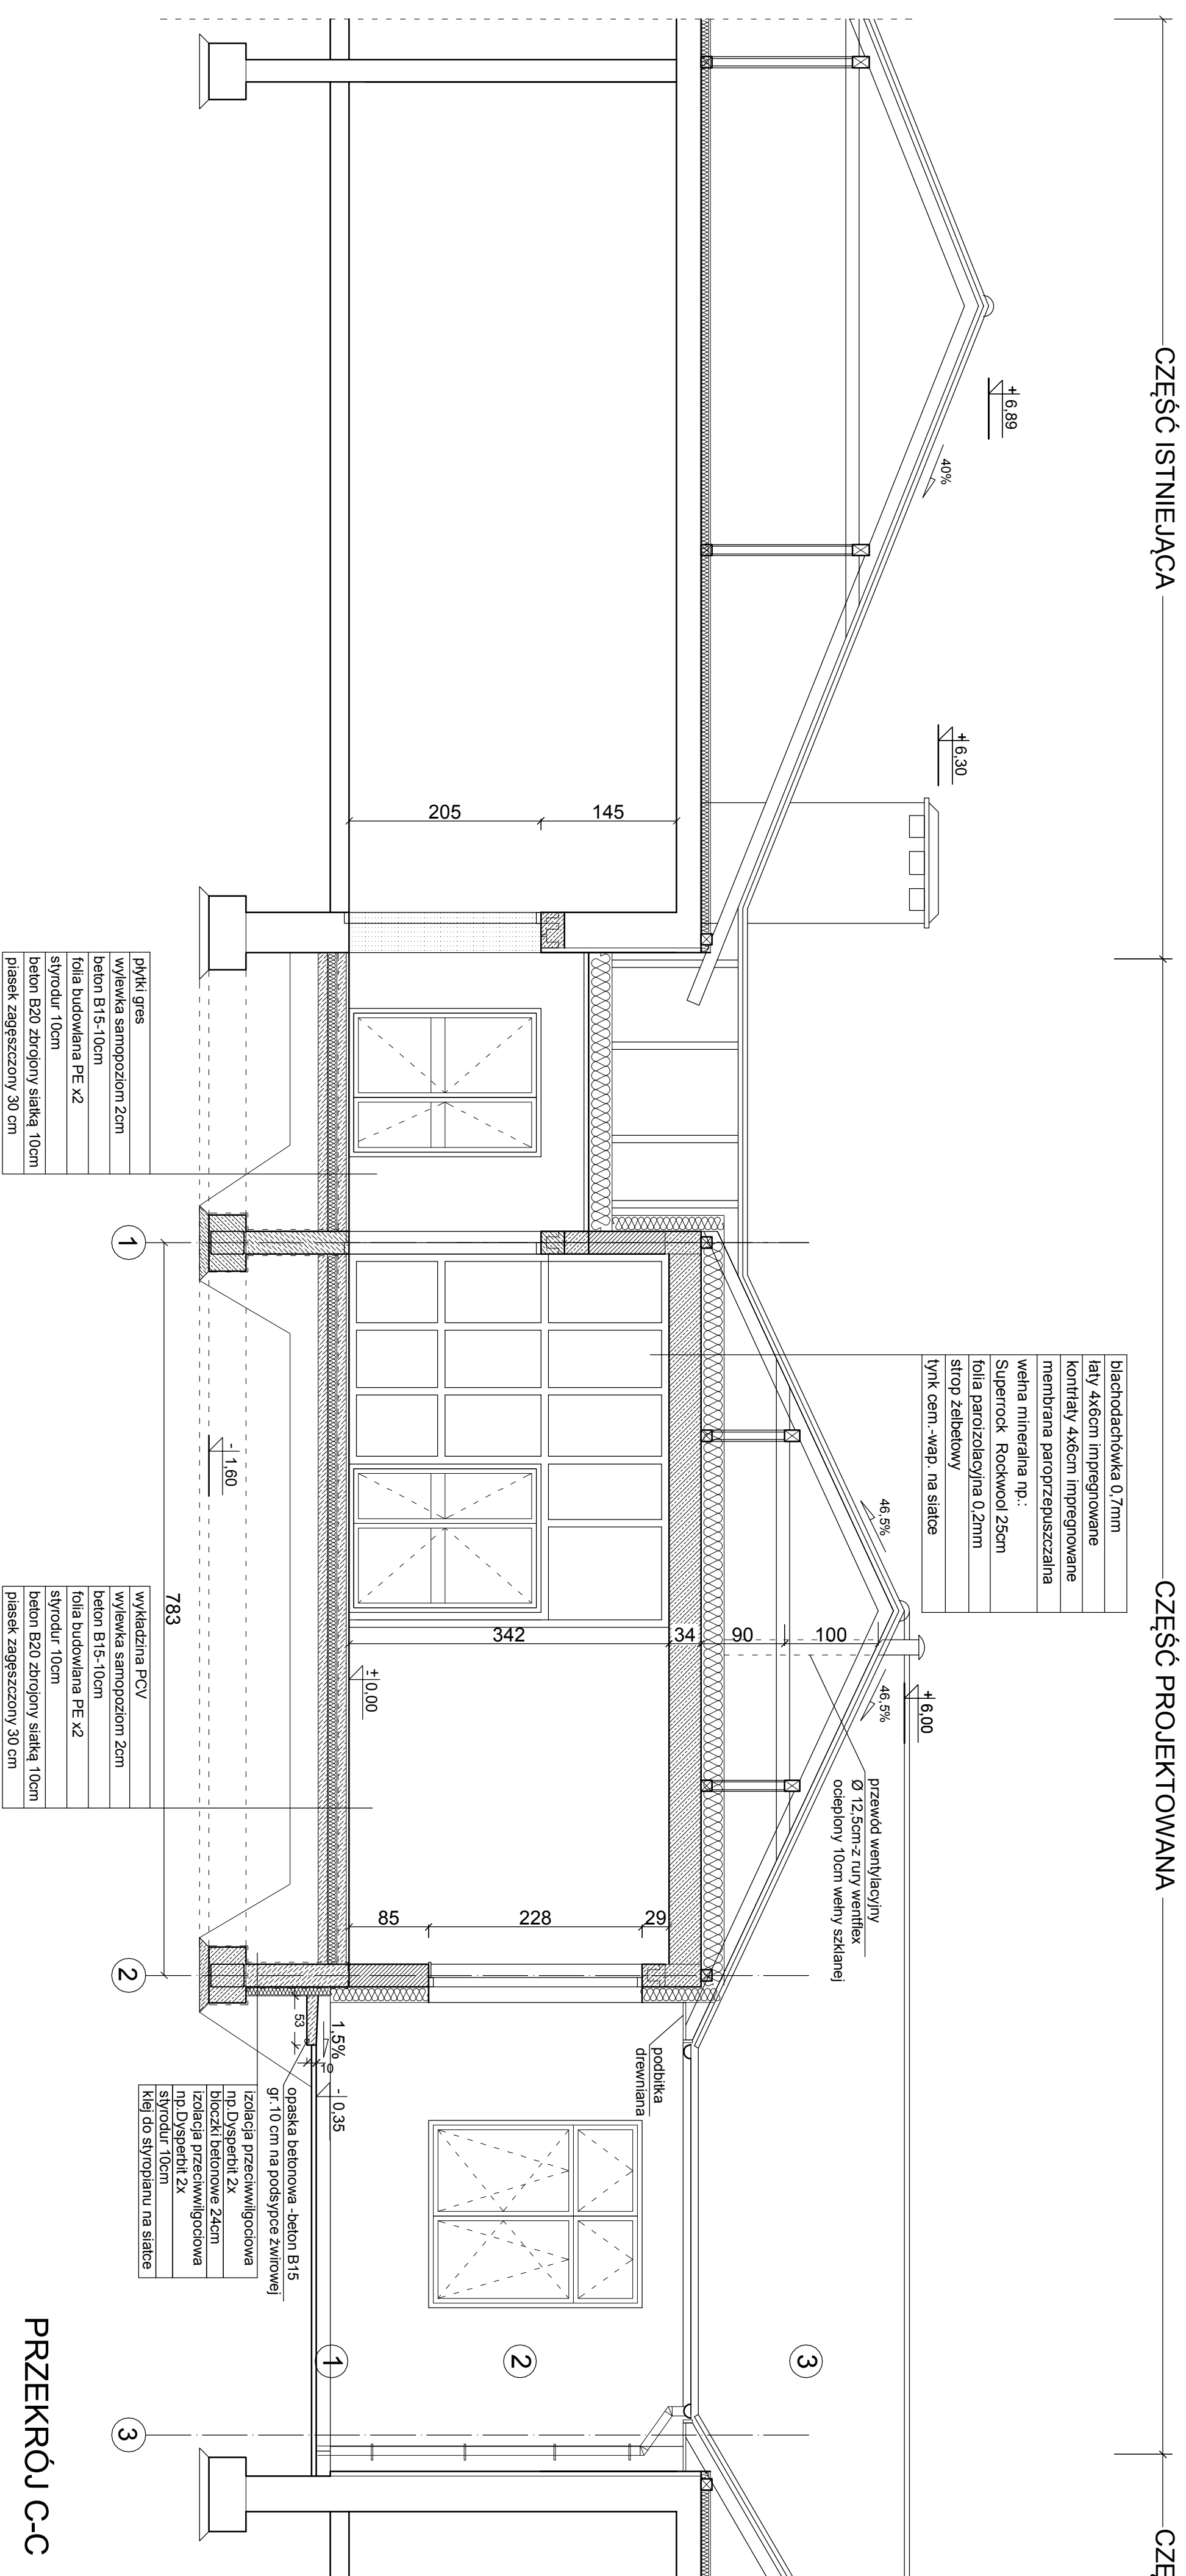 CZĘŚĆ ISTNIEJĄCA
CZĘŚĆ PROJEKTOWANA
CZĘ
+ 6,89
40%
+ 6,30
blachodachówka 0,7mm
łaty 4x6cm impregnowane
kontrłaty 4x6cm impregnowane
membrana paroprzepuszczalna
wełna mineralna np.:
Superrock Rockwool 25cm
folia paroizolacyjna 0,2mm
strop żelbetowy
tynk cem.-wap. na siatce
46,5%
46,5%
+ 6,00
przewód wentylacyjny
Ø 12,5cm-z rury wentflex
ocieplony 10cm wełny szklanej
100
90
34
342
205
145
85
228
29
± 0,00
podbitka
drewniana
3
2
1
1,5%
10
53
- 0,35
opaska betonowa -beton B15
gr.10 cm na podsypce żwirowej
- 1,60
783
1
2
3
izolacja przeciwwilgociowa
np.Dysperbit 2x
bloczki betonowe 24cm
izolacja przeciwwilgociowa
np.Dysperbit 2x
styrodur 10cm
klej do styropianu na siatce
płytki gres
wylewka samopoziom 2cm
beton B15-10cm
folia budowlana PE x2
styrodur 10cm
beton B20 zbrojony siatką 10cm
piasek zagęszczony 30 cm
wykładzina PCV
wylewka samopoziom 2cm
beton B15-10cm
folia budowlana PE x2
styrodur 10cm
beton B20 zbrojony siatką 10cm
piasek zagęszczony 30 cm
PRZEKRÓJ C-C